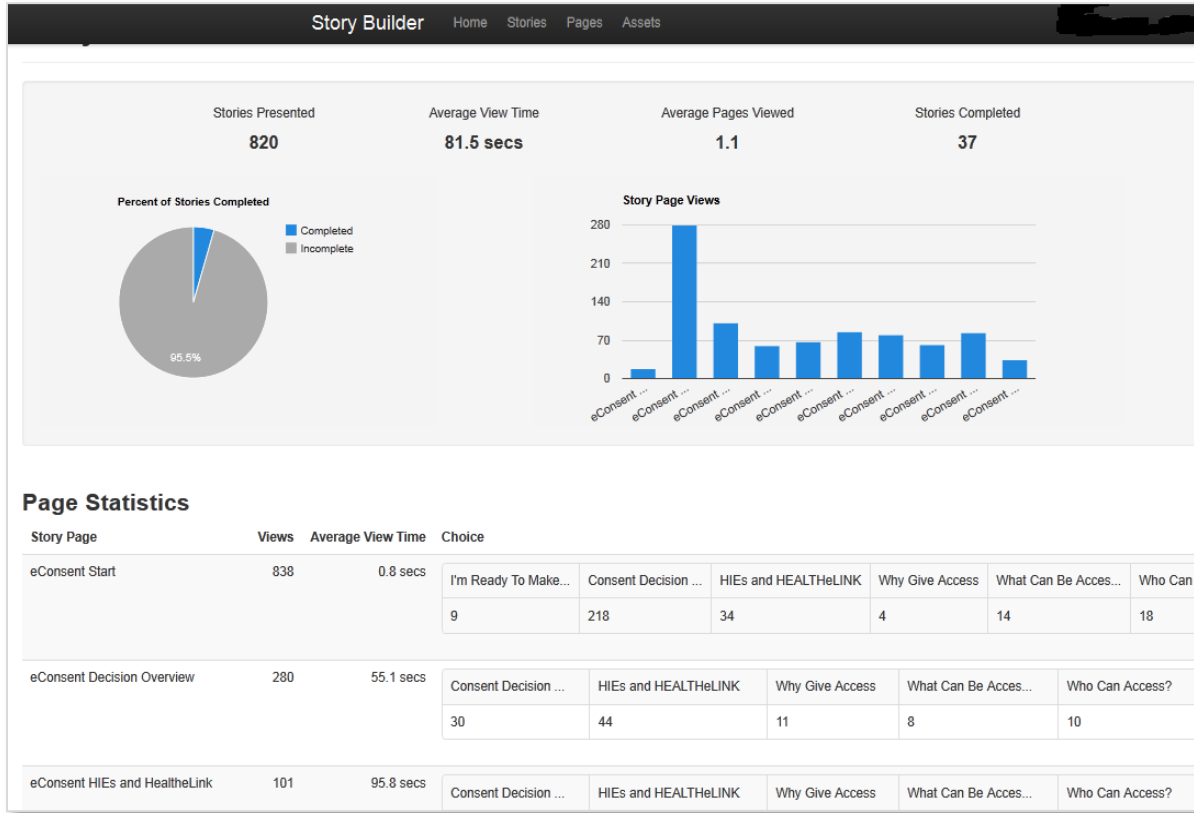 Story Builder Home Stories Pages Assets
Stories Presented Average View Time Average Pages Viewed Stories Completed
820 81.5 secs 1.1 37
Percent of Stories Completed
Completed
Incomplete
95.5%
Story Page Views
280
210
140
70
0
eConsent ... eConsent ... eConsent ... eConsent ... eConsent ... eConsent ... eConsent ... eConsent ... eConsent ... eConsent ...
Page Statistics
Story Page Views Average View Time Choice
eConsent Start 838 0.8 secs I'm Ready To Make... Consent Decision ... HIEs and HEALTHeLINK Why Give Access What Can Be Acces... Who Can
9 218 34 4 14 18
eConsent Decision Overview 280 55.1 secs Consent Decision ... HIEs and HEALTHeLINK Why Give Access What Can Be Acces... Who Can Access?
30 44 11 8 10
eConsent HIEs and HealtheLink 101 95.8 secs Consent Decision ... HIEs and HEALTHeLINK Why Give Access What Can Be Acces... Who Can Access?